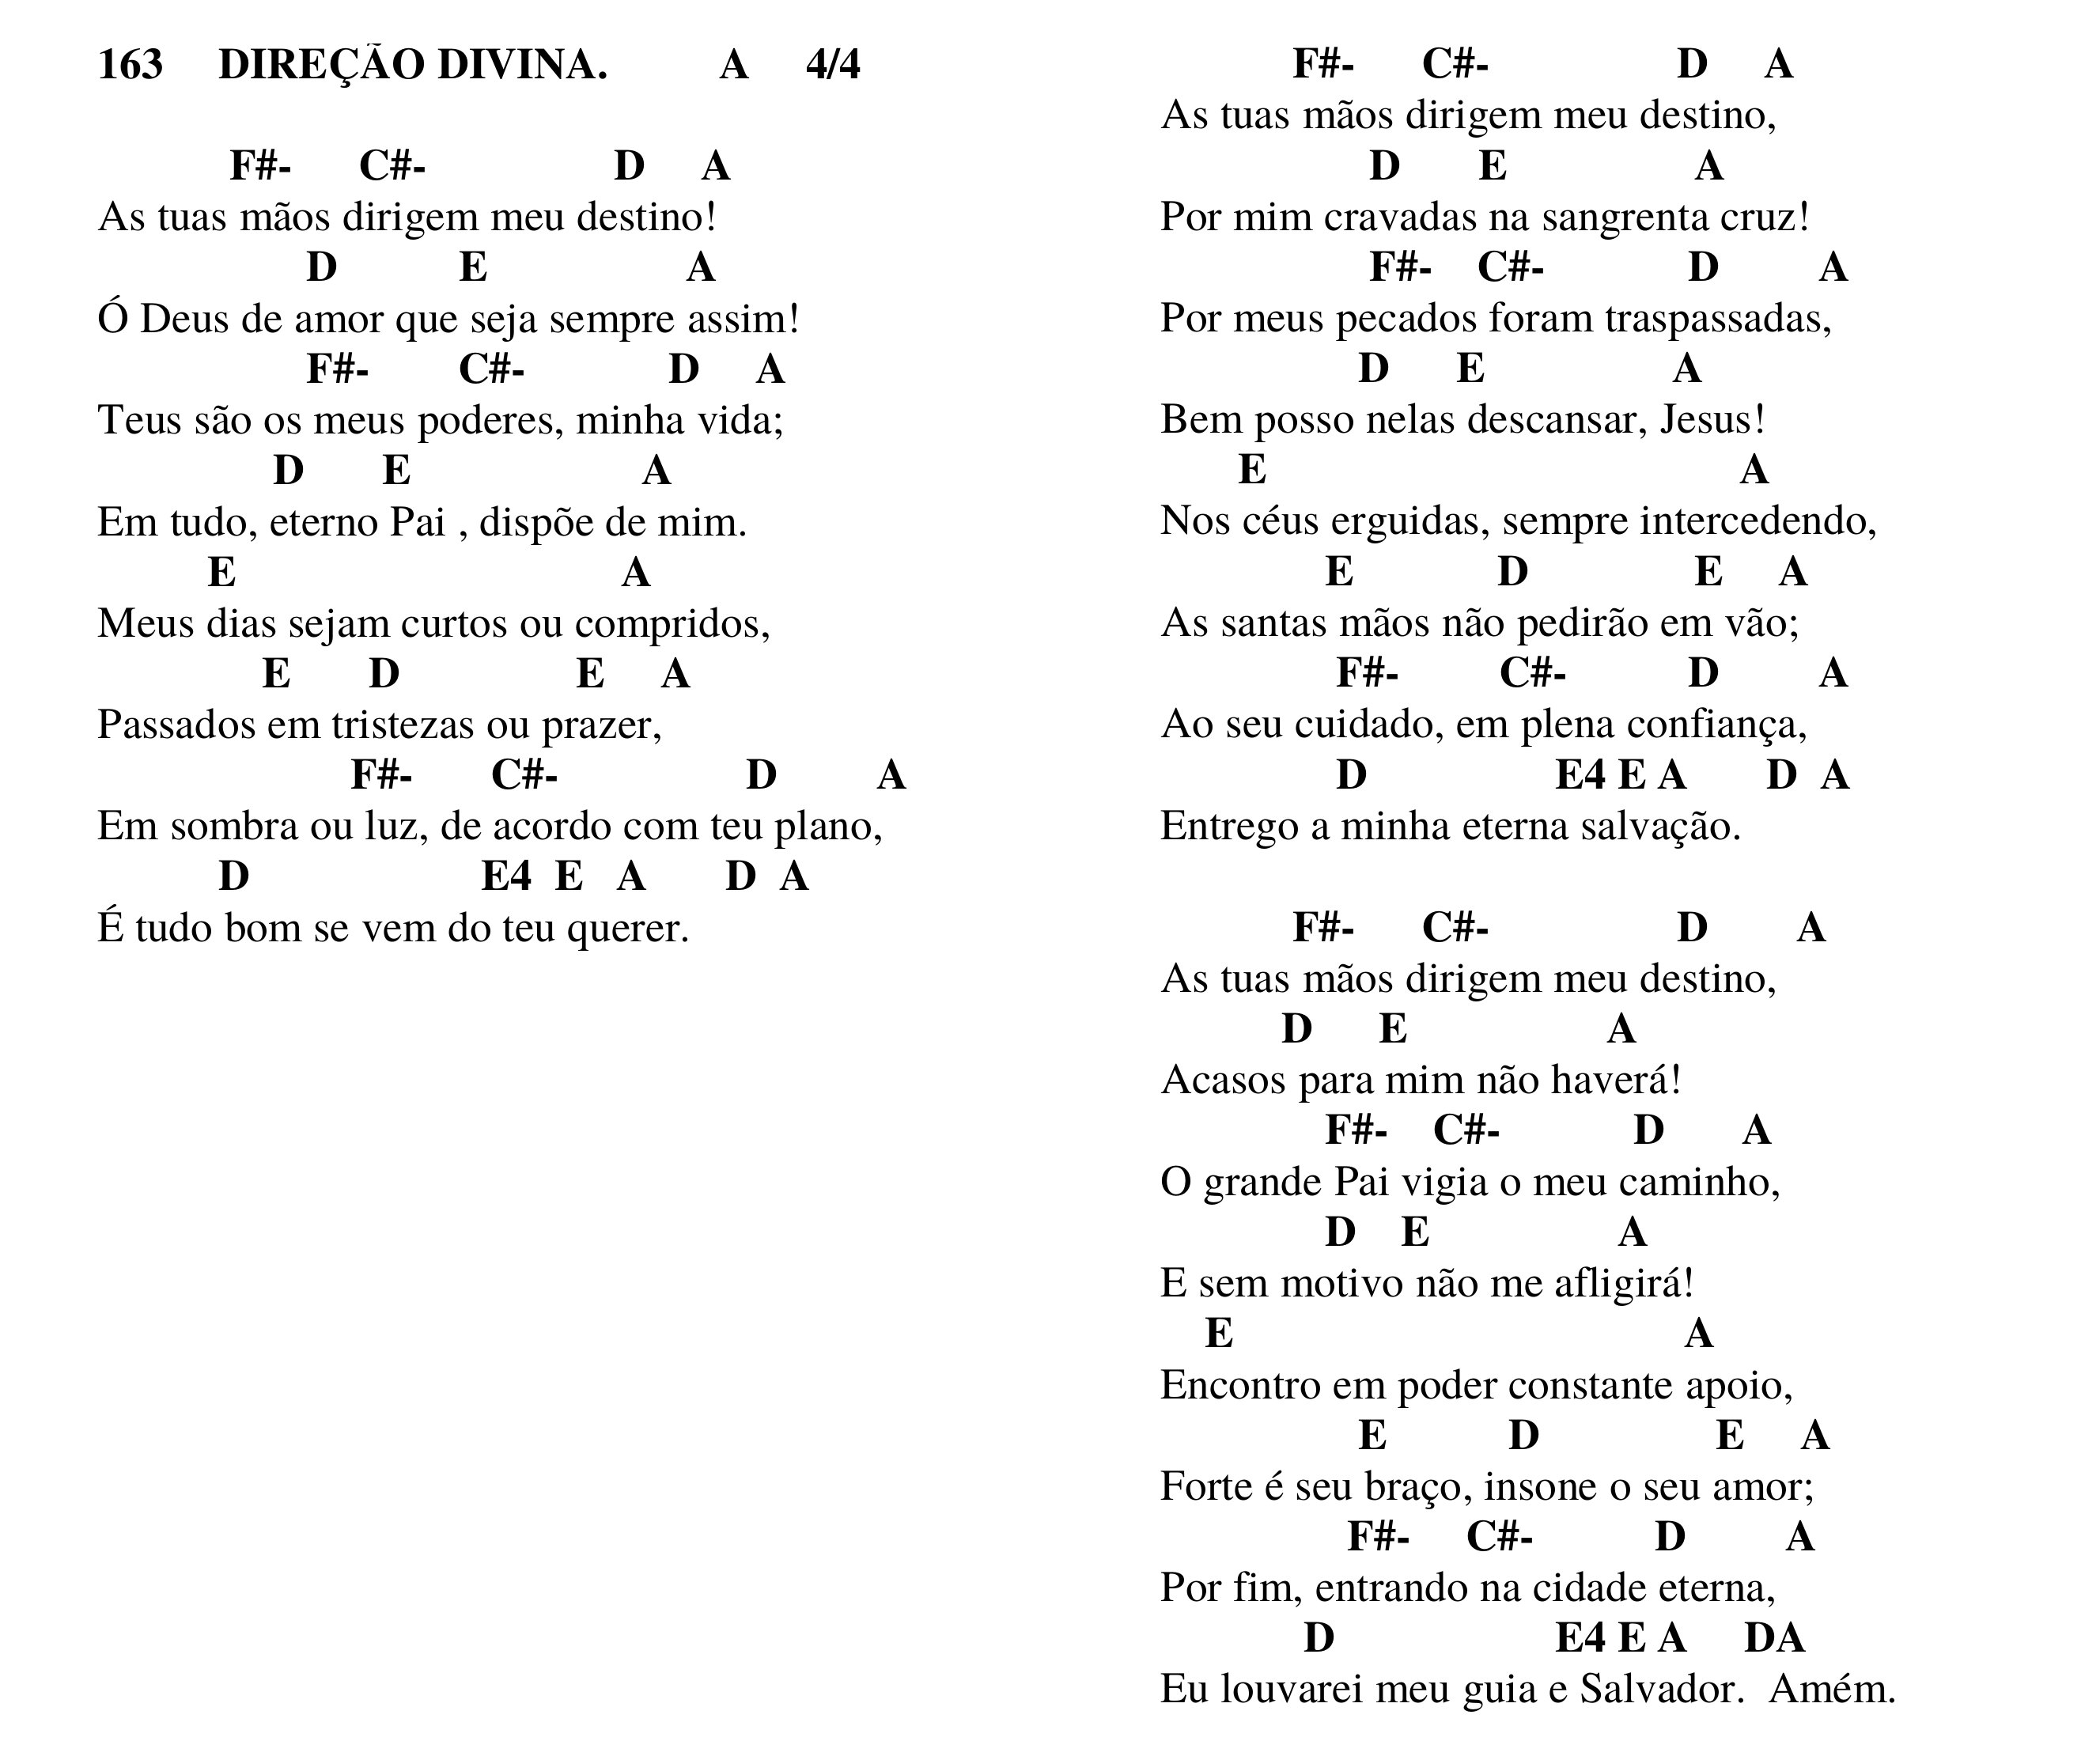 163 DIREÇÃO DIVINA. A 4/4
F#- C#- D A
As tuas mãos dirigem meu destino!
D E A
Ó Deus de amor que seja sempre assim!
F#- C#- D A
Teus são os meus poderes, minha vida;
D E A
Em tudo, eterno Pai , dispõe de mim.
E A
Meus dias sejam curtos ou compridos,
E D E A
Passados em tristezas ou prazer,
F#- C#- D A
Em sombra ou luz, de acordo com teu plano,
D E4 E A D A
É tudo bom se vem do teu querer.
F#- C#- D A
As tuas mãos dirigem meu destino,
D E A
Por mim cravadas na sangrenta cruz!
F#- C#- D A
Por meus pecados foram traspassadas,
D E A
Bem posso nelas descansar, Jesus!
E A
Nos céus erguidas, sempre intercedendo,
E D E A
As santas mãos não pedirão em vão;
F#- C#- D A
Ao seu cuidado, em plena confiança,
D E4 E A D A
Entrego a minha eterna salvação.
F#- C#- D A
As tuas mãos dirigem meu destino,
D E A
Acasos para mim não haverá!
F#- C#- D A
O grande Pai vigia o meu caminho,
D E A
E sem motivo não me afligirá!
E A
Encontro em poder constante apoio,
E D E A
Forte é seu braço, insone o seu amor;
F#- C#- D A
Por fim, entrando na cidade eterna,
D E4 E A DA
Eu louvarei meu guia e Salvador. Amém.